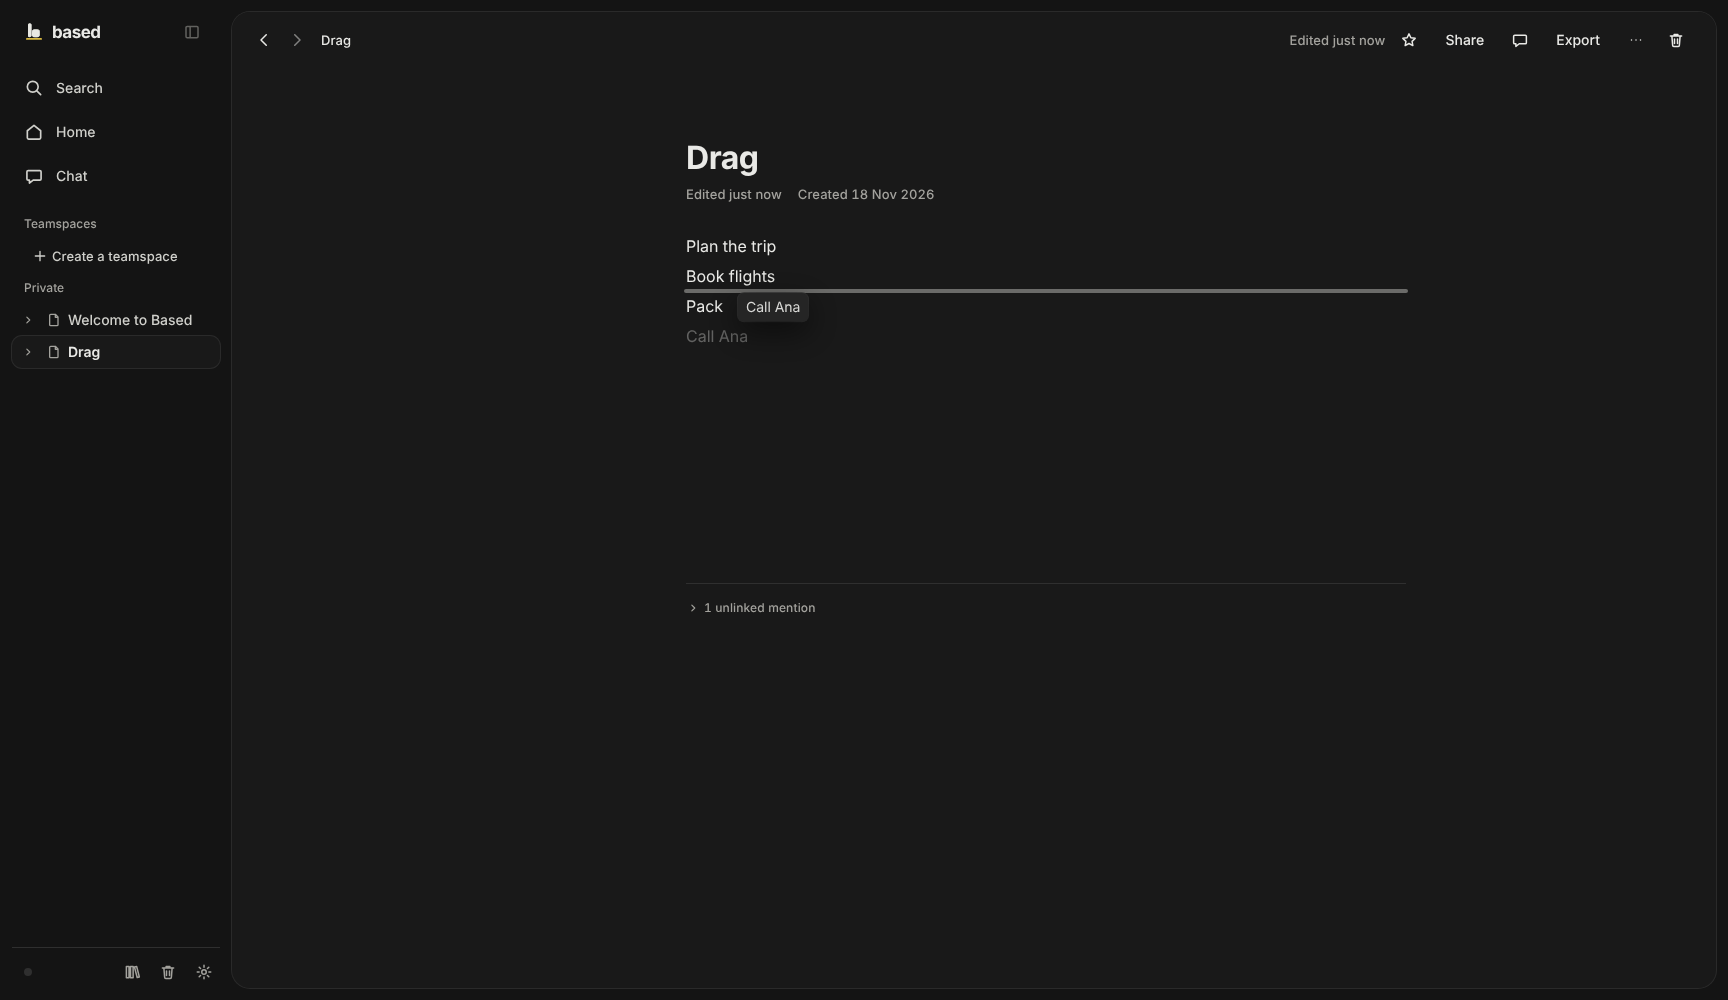 based
Search
Home
Chat
Teamspaces
Create a teamspace
Private
Welcome to Based
Drag
Drag
Edited just now
Share
Export
Drag
Edited just now Created 18 Nov 2026
Plan the trip
Book flights
Pack
Call Ana
Call Ana
1 unlinked mention